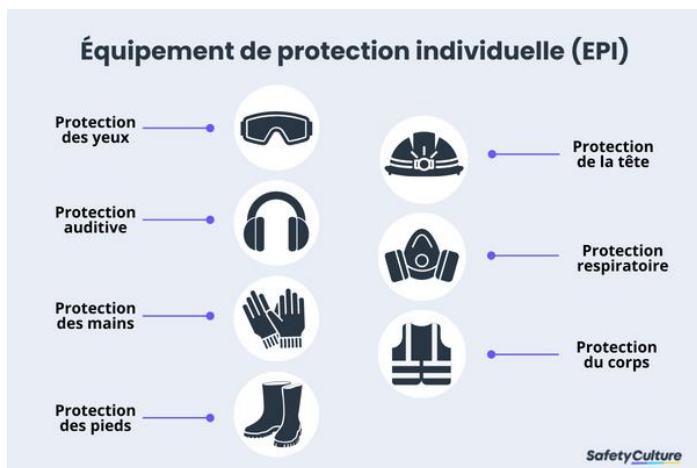 Équipement de protection individuelle (EPI)
Protection
des yeux
Protection
auditive
Protection
des mains
Protection
des pieds
Protection
de la tête
Protection
respiratoire
Protection
du corps
SafetyCulture